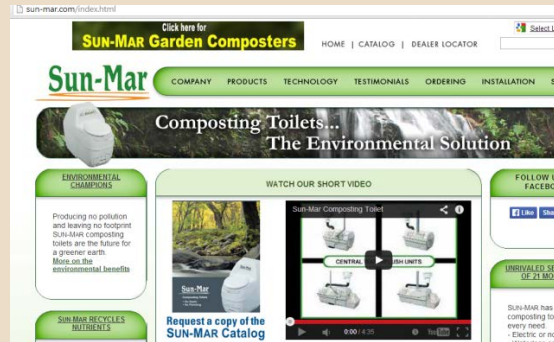 sun-mar.com/index.html
Click here for
SUN-MAR Garden Composters
HOME | CATALOG | DEALER LOCATOR
Select L
Sun-Mar
COMPANY PRODUCTS TECHNOLOGY TESTIMONIALS ORDERING INSTALLATION S
Composting Toilets...
The Environmental Solution
ENVIRONMENTAL
CHAMPIONS
Producing no pollution
and leaving no footprint
SUN-MAR composting
toilets are the future for
a greener earth
More on the
environmental benefits
SUN-MAR RECYCLES
NUTRIENTS
WATCH OUR SHORT VIDEO
Sun-Mar
Request a copy of the
SUN-MAR Catalog
Sun-Mar Composting Toilet
CENTRAL
USH UNITS
0:00 / 4:35
YouTube
FOLLOW U
FACEBO
Like Sha
UNRIVALED SE
OF 21 MO
SUN-MAR has
composting to
every need.
- Electric or no